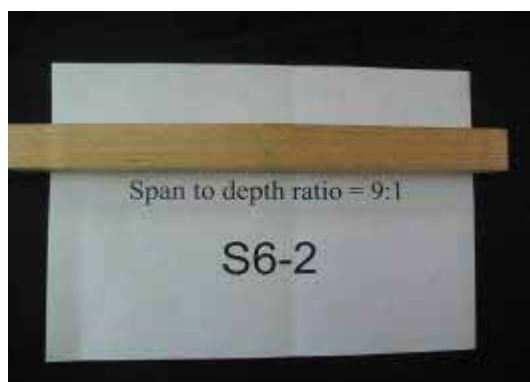 Span to depth ratio = 9:1
S6-2